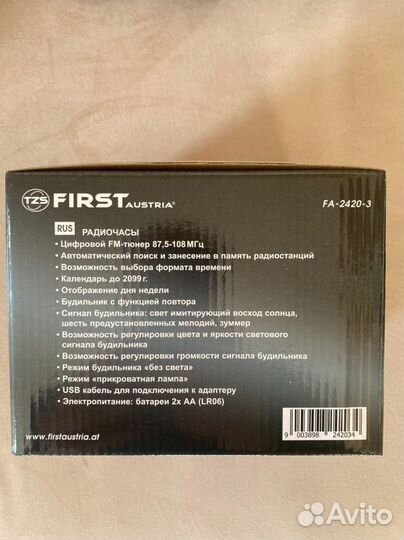 TZS FIRST AUSTRIA®
FA-2420-3
RUS РАДИОЧАСЫ
• Цифровой FM-тюнер 87,5-108 МГц
• Автоматический поиск и занесение в память радиостанций
• Возможность выбора формата времени
• Календарь до 2099 г.
• Отображение дня недели
• Будильник с функцией повтора
• Сигнал будильника: свет имитирующий восход солнца,
шесть предустановленных мелодий, зуммер
• Возможность регулировки цвета и яркости светового
сигнала будильника
• Возможность регулировки громкости сигнала будильника
• Режим будильника «без света»
• Режим «прикроватная лампа»
• USB кабель для подключения к адаптеру
• Электропитание: батареи 2х АА (LR06)
www.firstaustria.at
9 003898 242034
Avito